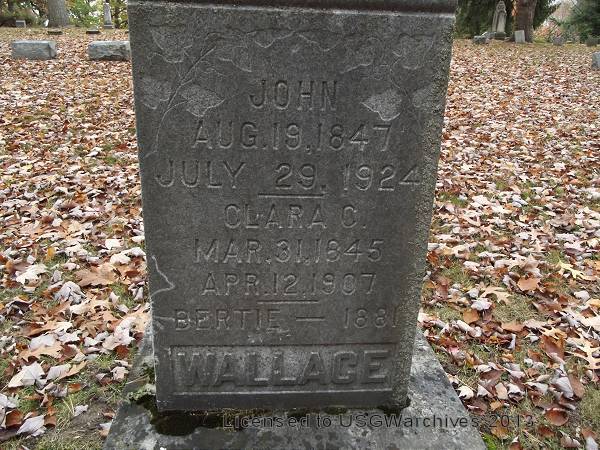 JOHN
AUG. 19, 1847
JULY 29, 1924
CLARA C.
MAR. 31, 1845
APR. 12, 1907
BERTIE — 1881
WALLACE
Licensed to USGWarchives 2013